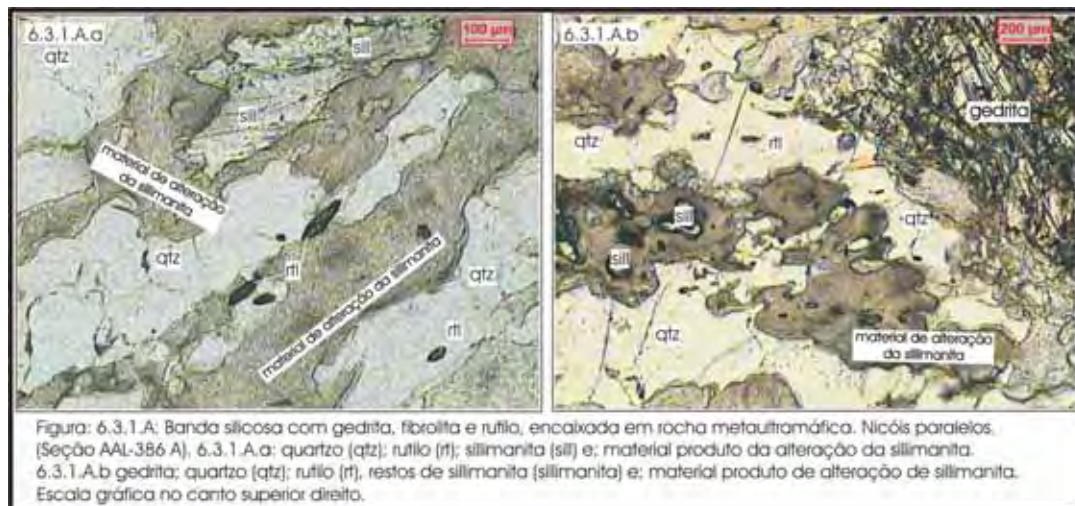 6.3.1.A.a
qtz
sill
100 µm
sill
material de alteração
da sillimanita
qtz
rtl
qtz
material de alteração da sillimanita
rtl
6.3.1.A.b
200 µm
gedrita
qtz
rtl
sill
qtz
sill
qtz
material de alteração
da sillimanita
Figura: 6.3.1.A: Banda silicosa com gedrita, fibrolita e rutilo, encaixada em rocha metaultramáfica. Nicóis paralelos.
(Seção AAL-386 A). 6.3.1.A.a: quartzo (qtz); rutilo (rtl); sillimanita (sill) e; material produto da alteração da sillimanita.
6.3.1.A.b gedrita; quartzo (qtz); rutilo (rtl), restos de sillimanita (sillimanita) e; material produto de alteração de sillimanita.
Escala gráfica no canto superior direito.